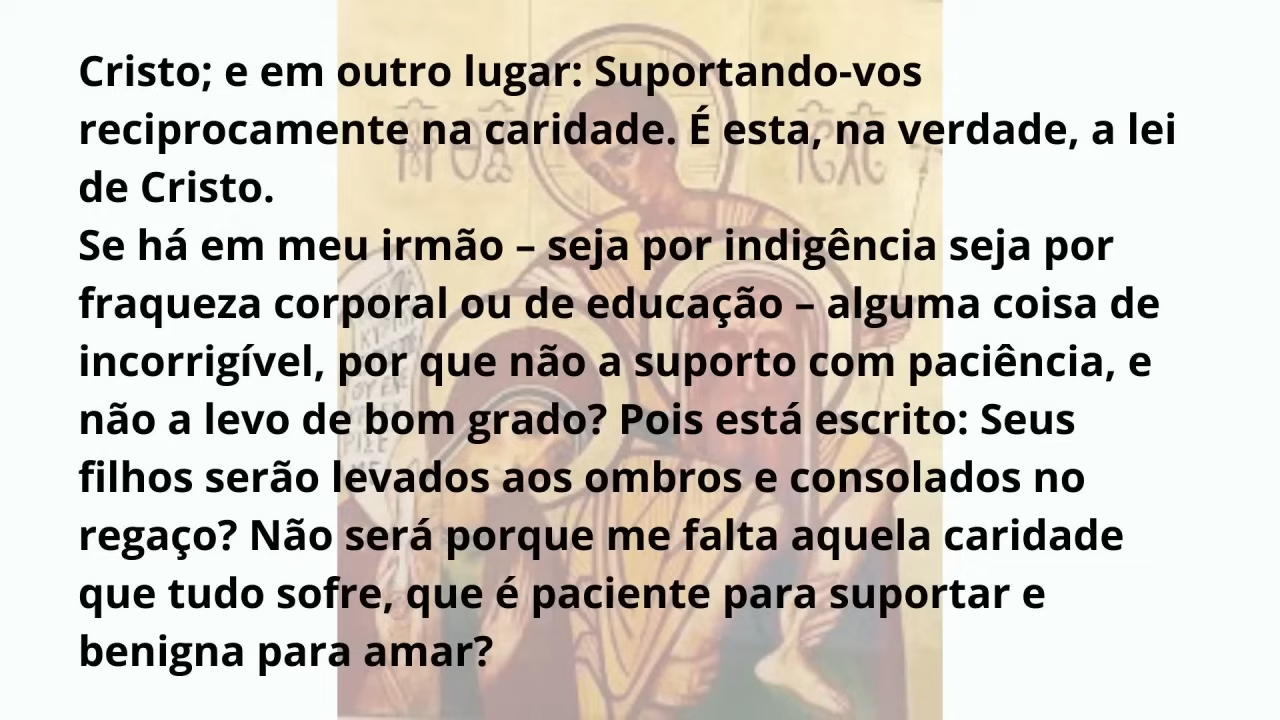 Cristo; e em outro lugar: Suportando-vos
reciprocamente na caridade. É esta, na verdade, a lei
de Cristo.
Se há em meu irmão – seja por indigência seja por
fraqueza corporal ou de educação – alguma coisa de
incorrigível, por que não a suporto com paciência, e
não a levo de bom grado? Pois está escrito: Seus
filhos serão levados aos ombros e consolados no
regaço? Não será porque me falta aquela caridade
que tudo sofre, que é paciente para suportar e
benigna para amar?